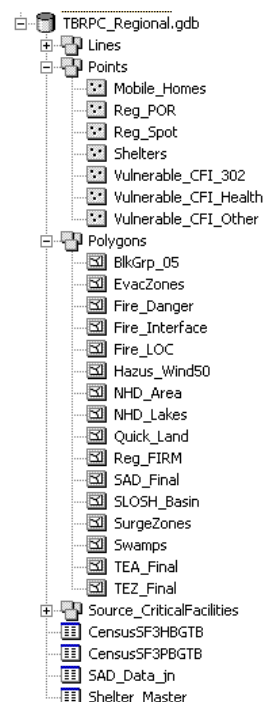 TBRPC_Regional.gdb
Lines
Points
Mobile_Homes
Reg_POR
Reg_Spot
Shelters
Vulnerable_CFI_302
Vulnerable_CFI_Health
Vulnerable_CFI_Other
Polygons
BlkGrp_05
EvacZones
Fire_Danger
Fire_Interface
Fire_LOC
Hazus_Wind50
NHD_Area
NHD_Lakes
Quick_Land
Reg_FIRM
SAD_Final
SLOSH_Basin
SurgeZones
Swamps
TEA_Final
TEZ_Final
Source_CriticalFacilities
CensusSF3HBGTB
CensusSF3PBGTB
SAD_Data_jn
Shelter_Master